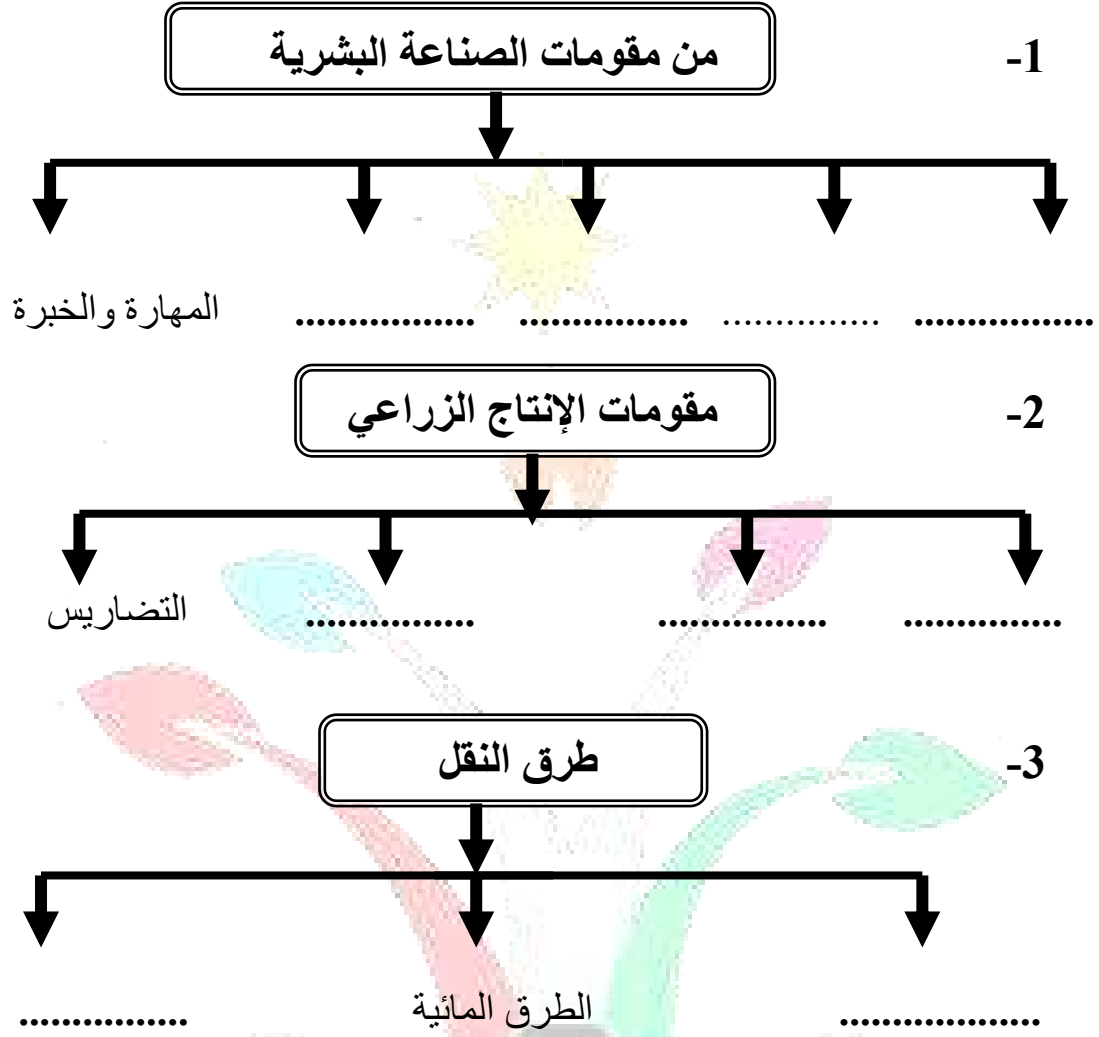 1- من مقومات الصناعة البشرية
................. ............... ................ ................. المهارة والخبرة
2- مقومات الإنتاج الزراعي
............... ................ ................ التضاريس
3- طرق النقل
................... الطرق المائية ................